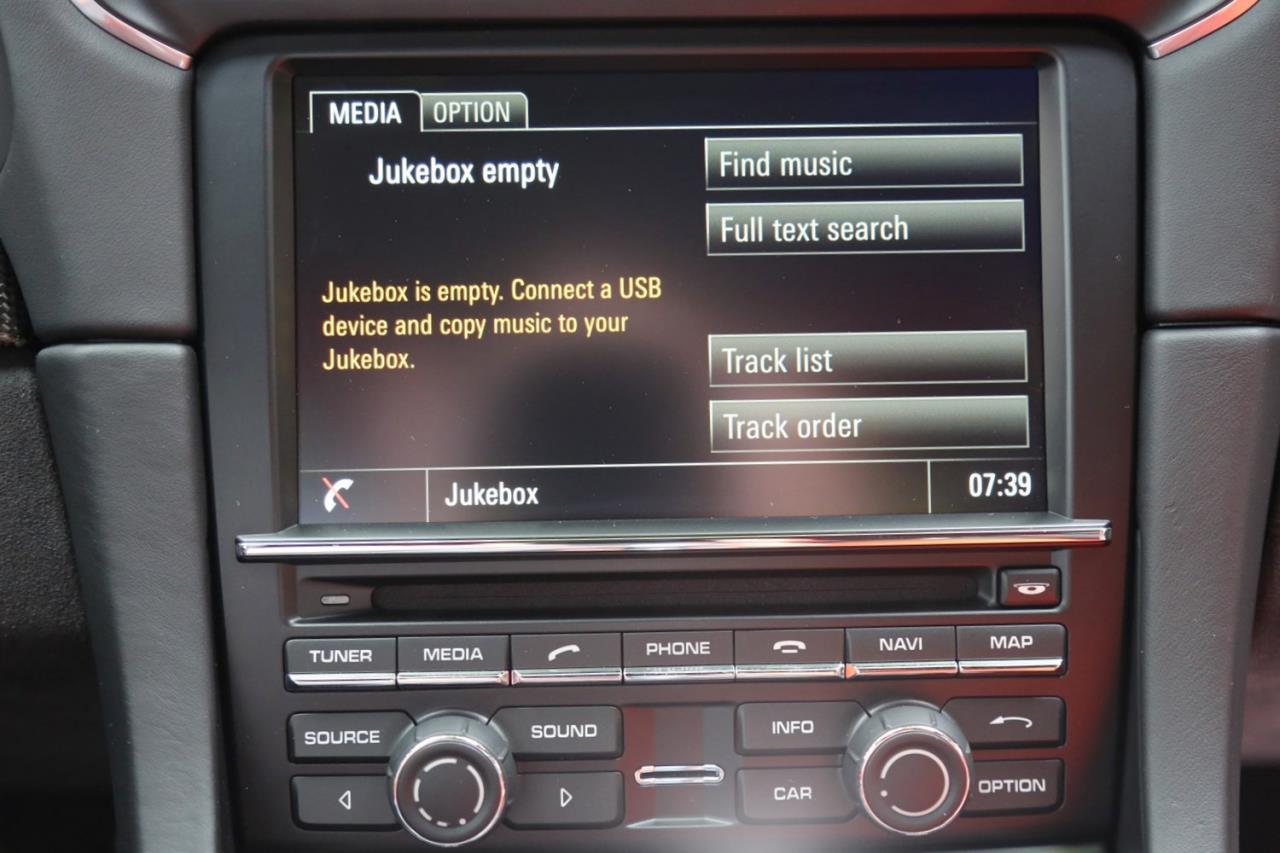 MEDIA OPTION
Jukebox empty
Find music
Full text search
Jukebox is empty. Connect a USB
device and copy music to your
Jukebox.
Track list
Track order
Jukebox 07:39
TUNER MEDIA PHONE NAVI MAP
SOURCE SOUND INFO
CAR OPTION